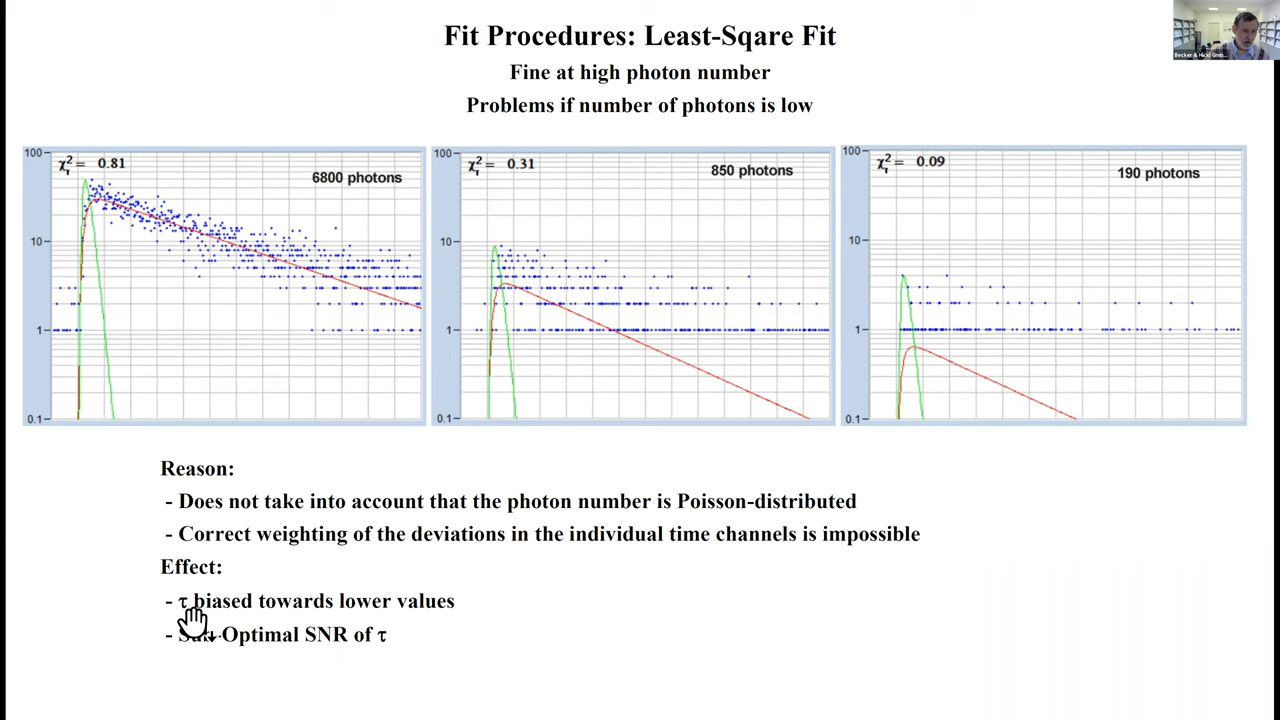 Fit Procedures: Least-Sqare Fit
Fine at high photon number
Problems if number of photons is low
Becker & Hickl Gmb...
100
χ²r = 0.81
6800 photons
10
1
0.1
100
χ²r = 0.31
850 photons
10
1
0.1
100
χ²r = 0.09
190 photons
10
1
0.1
Reason:
- Does not take into account that the photon number is Poisson-distributed
- Correct weighting of the deviations in the individual time channels is impossible
Effect:
- τ biased towards lower values
- Optimal SNR of τ